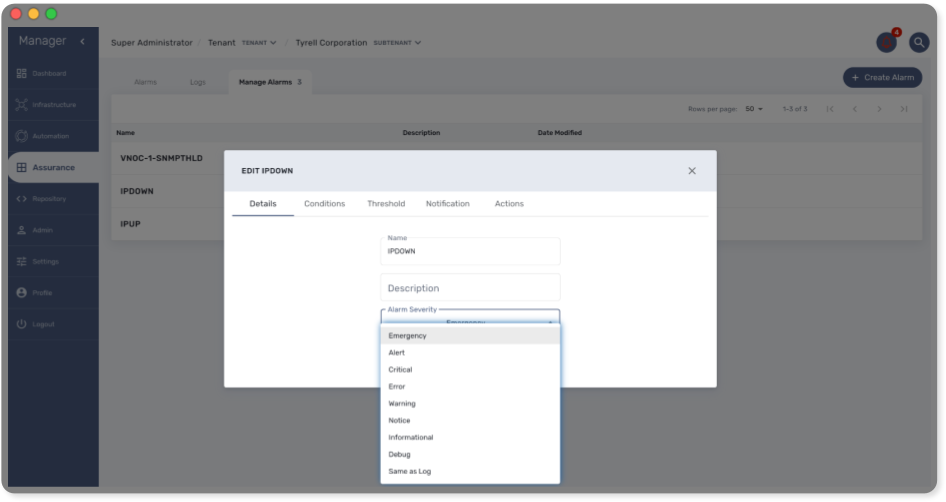 Manager
Super Administrator / Tenant TENANT / Tyrell Corporation SUBTENANT
4
Dashboard
Infrastructure
Automation
Assurance
Repository
Admin
Settings
Profile
Logout
Alarms Logs Manage Alarms 3
+ Create Alarm
Rows per page: 50 1-3 of 3
Name Description Date Modified
VNOC-1-SNMPTHLD
IPDOWN
IPUP
EDIT IPDOWN
Details Conditions Threshold Notification Actions
Name
IPDOWN
Description
Alarm Severity
Emergency
Emergency
Alert
Critical
Error
Warning
Notice
Informational
Debug
Same as Log